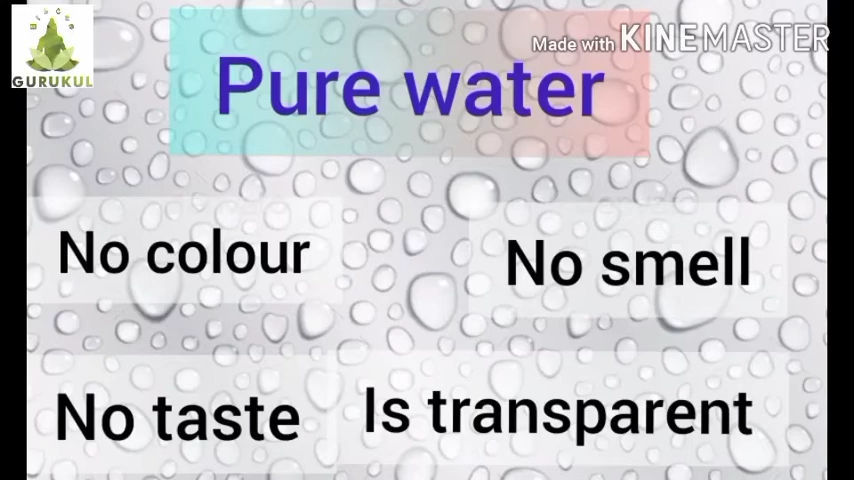 Made with KINEMASTER
GURUKUL
Pure water
No colour
No smell
No taste
Is transparent